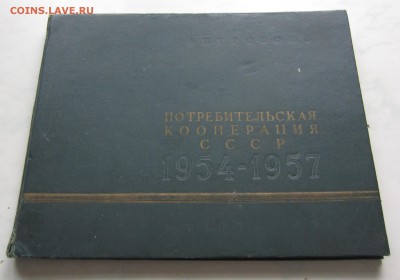 COINS.LAVE.RU
ПОТРЕБИТЕЛЬСКАЯ
КООПЕРАЦИЯ
СССР
1954-1957